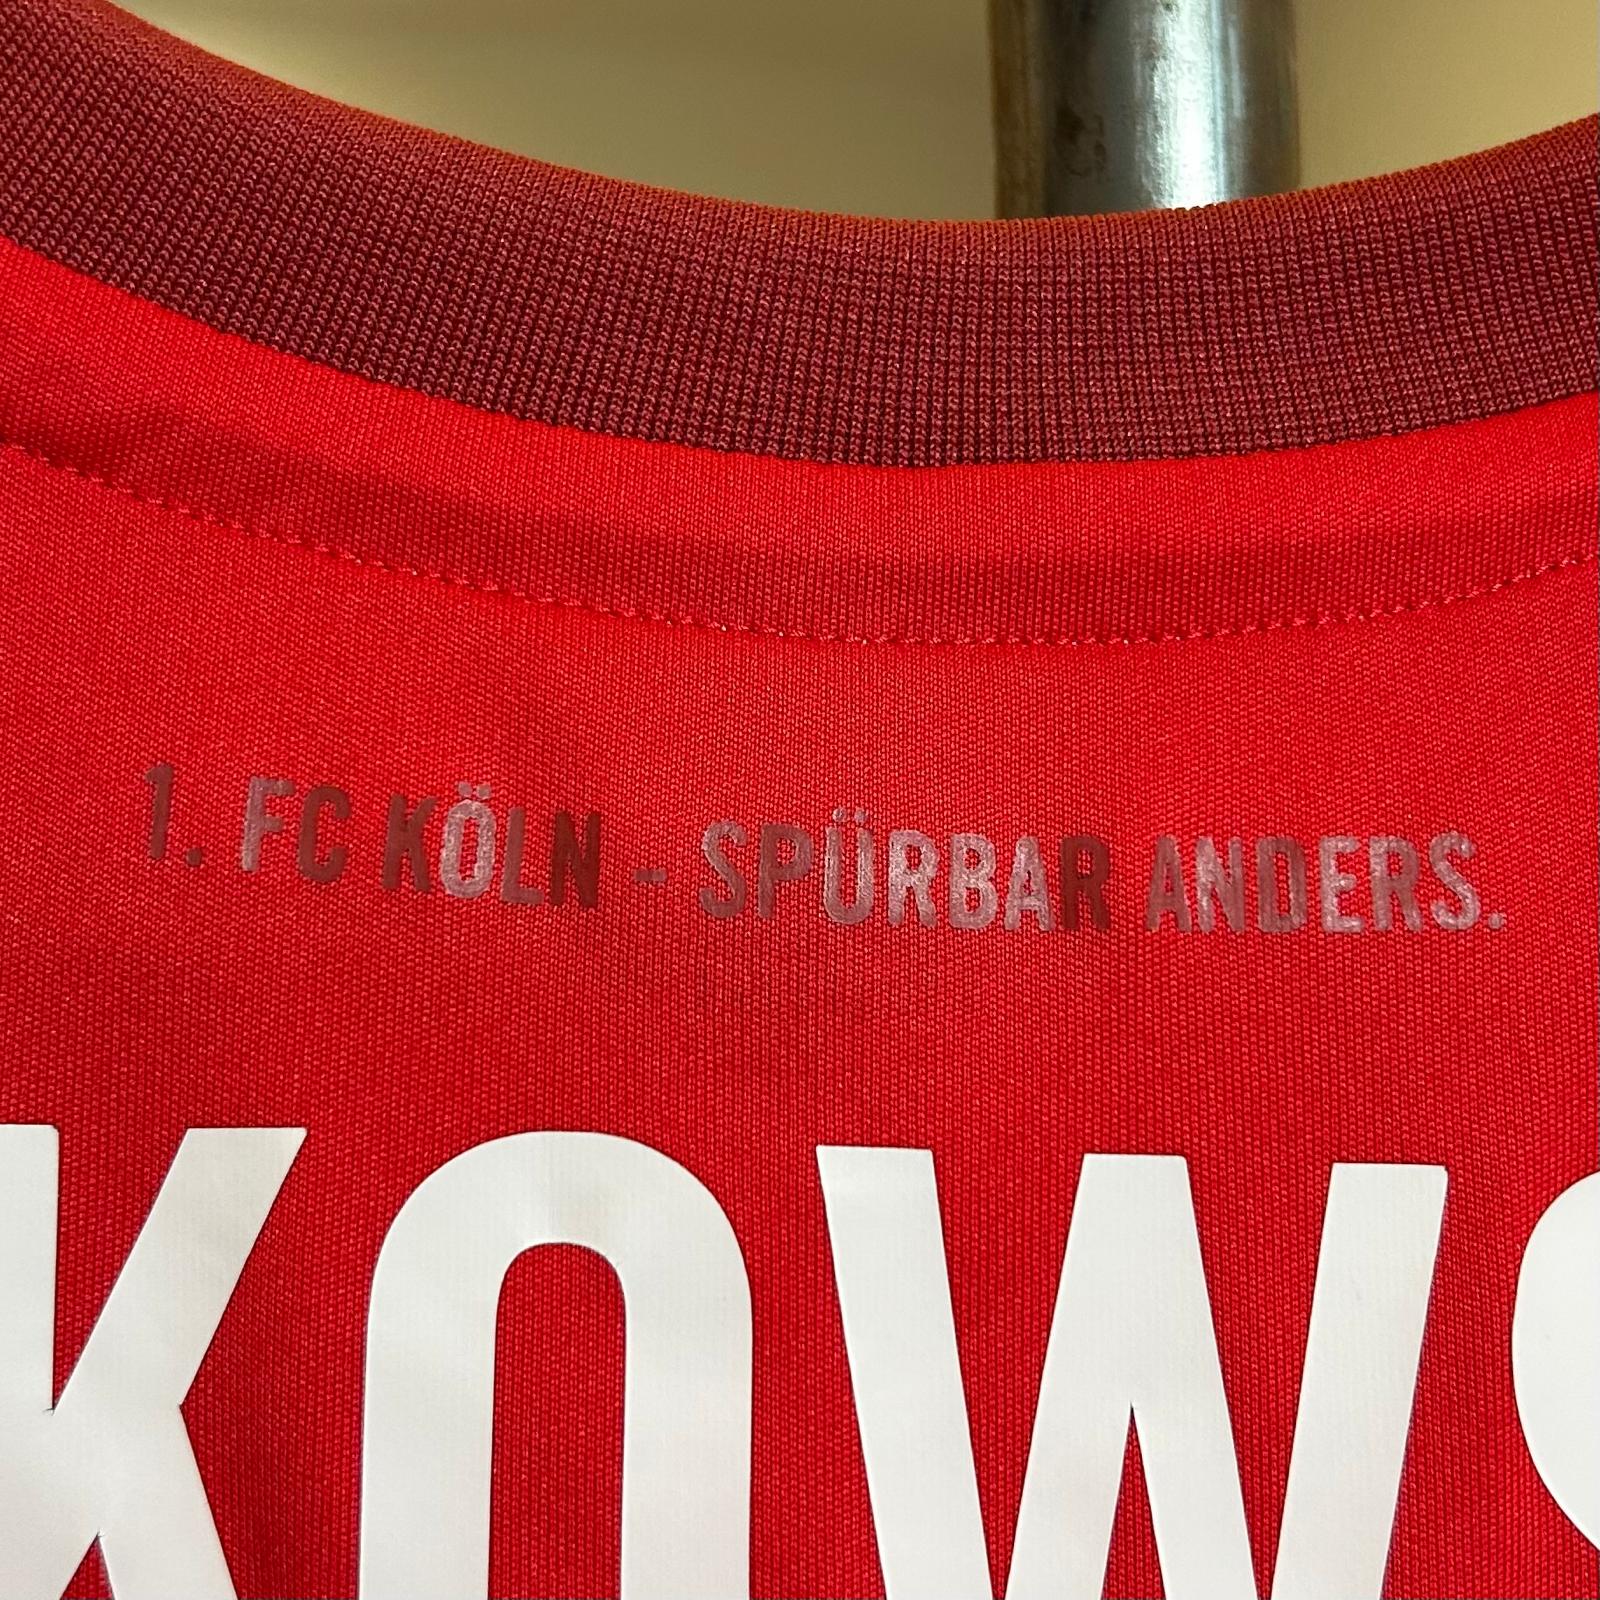 1. FC KÖLN - SPÜRBAR ANDERS.
KOWS